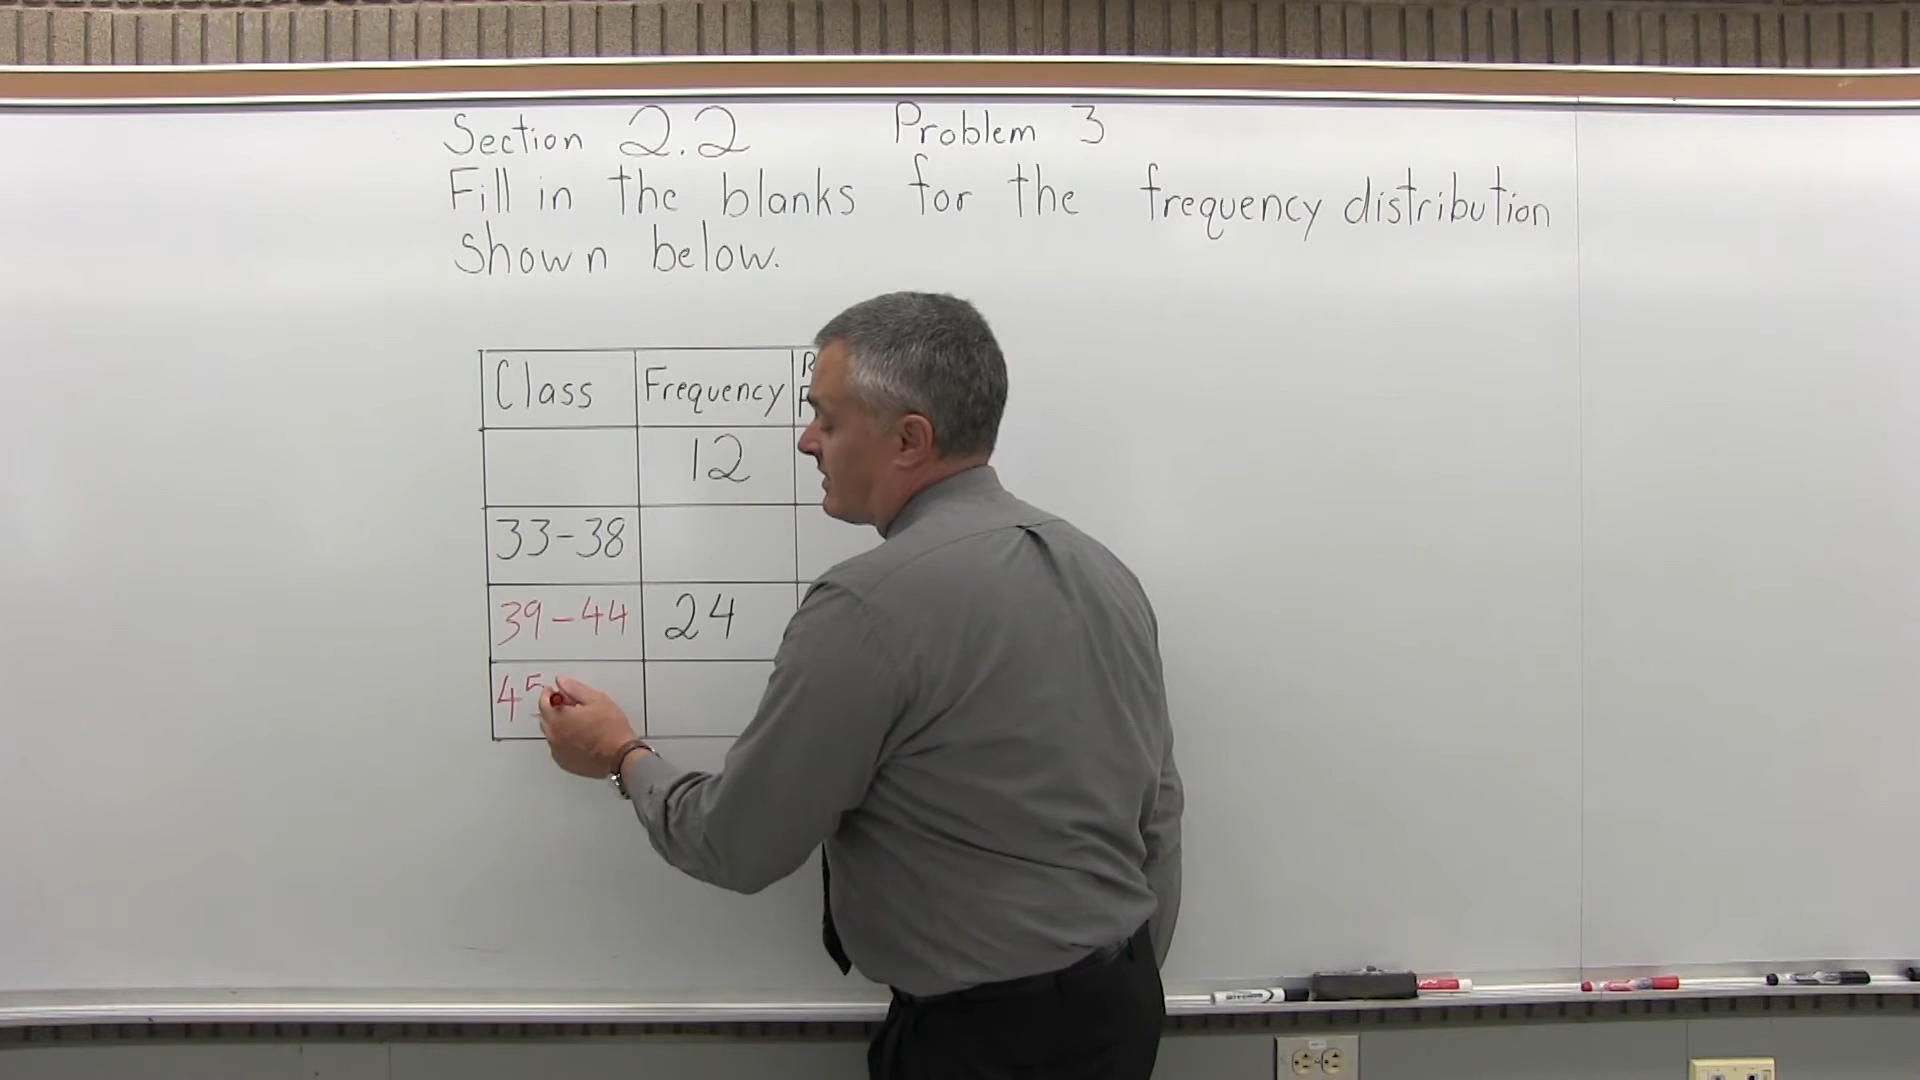 Section 2.2 Problem 3
Fill in the blanks for the frequency distribution
shown below.
Class Frequency
12
33-38
39-44 24
45